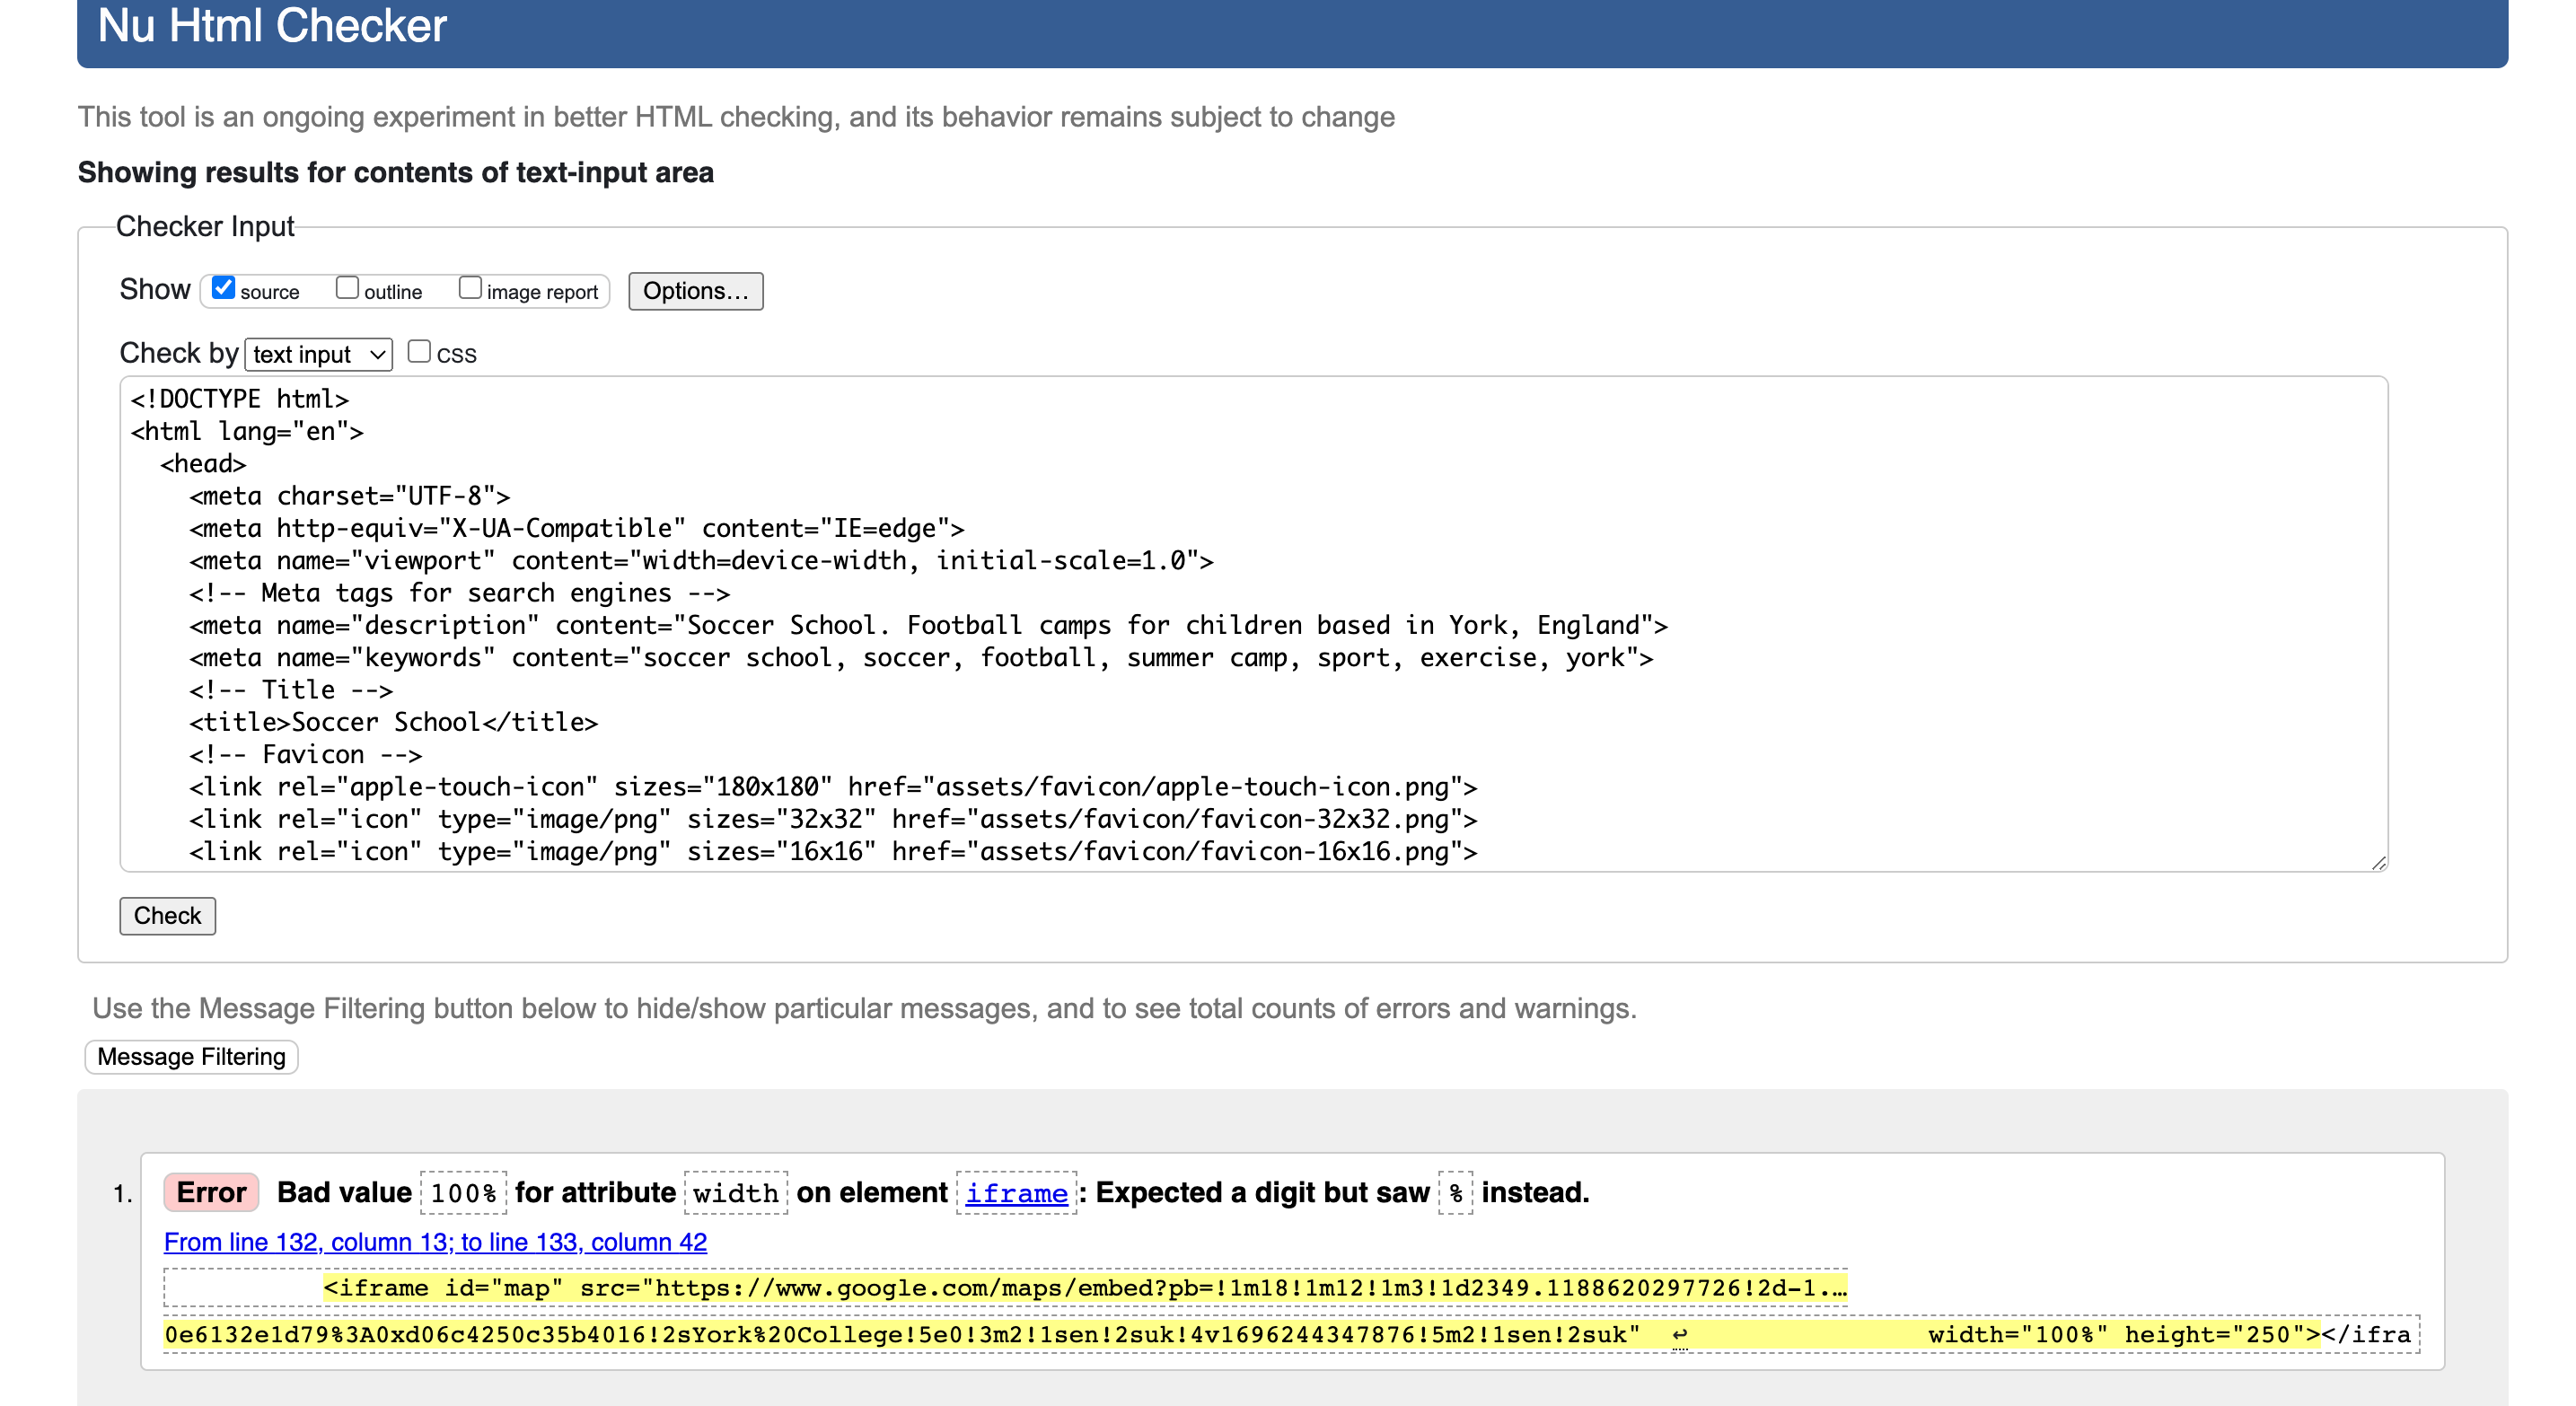 Nu Html Checker
This tool is an ongoing experiment in better HTML checking, and its behavior remains subject to change
Showing results for contents of text-input area
Checker Input
Show source outline image report Options...
Check by text input CSS
<!DOCTYPE html>
<html lang="en">
  <head>
    <meta charset="UTF-8">
    <meta http-equiv="X-UA-Compatible" content="IE=edge">
    <meta name="viewport" content="width=device-width, initial-scale=1.0">
    <!-- Meta tags for search engines -->
    <meta name="description" content="Soccer School. Football camps for children based in York, England">
    <meta name="keywords" content="soccer school, soccer, football, summer camp, sport, exercise, york">
    <!-- Title -->
    <title>Soccer School</title>
    <!-- Favicon -->
    <link rel="apple-touch-icon" sizes="180x180" href="assets/favicon/apple-touch-icon.png">
    <link rel="icon" type="image/png" sizes="32x32" href="assets/favicon/favicon-32x32.png">
    <link rel="icon" type="image/png" sizes="16x16" href="assets/favicon/favicon-16x16.png">
Check
Use the Message Filtering button below to hide/show particular messages, and to see total counts of errors and warnings.
Message Filtering
1. Error Bad value 100% for attribute width on element iframe: Expected a digit but saw % instead.
From line 132, column 13; to line 133, column 42
<iframe id="map" src="https://www.google.com/maps/embed?pb=!1m18!1m12!1m3!1d2349.1188620297726!2d-1.…
0e6132e1d79%3A0xd06c4250c35b4016!2sYork%20College!5e0!3m2!1sen!2suk!4v1696244347876!5m2!1sen!2suk" ↩ width="100%" height="250"></ifra